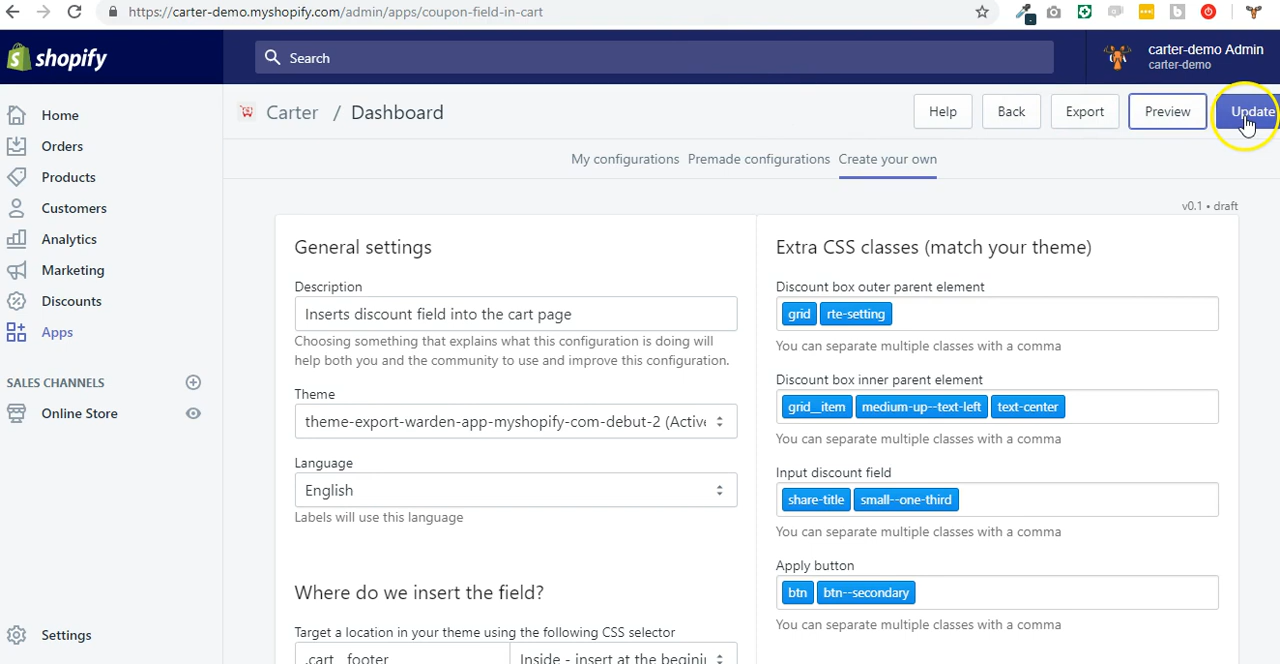 https://carter-demo.myshopify.com/admin/apps/coupon-field-in-cart
shopify
Search
carter-demo Admin
carter-demo
Home
Orders
Products
Customers
Analytics
Marketing
Discounts
Apps
SALES CHANNELS
Online Store
Settings
Carter / Dashboard
Help
Back
Export
Preview
Update
My configurations
Premade configurations
Create your own
v0.1 • draft
General settings
Description
Inserts discount field into the cart page
Choosing something that explains what this configuration is doing will
help both you and the community to use and improve this configuration.
Theme
theme-export-warden-app-myshopify-com-debut-2 (Active
Language
English
Labels will use this language
Where do we insert the field?
Target a location in your theme using the following CSS selector
.cart__footer
Inside - insert at the beginni
Extra CSS classes (match your theme)
Discount box outer parent element
grid rte-setting
You can separate multiple classes with a comma
Discount box inner parent element
grid__item medium-up--text-left text-center
You can separate multiple classes with a comma
Input discount field
share-title small--one-third
You can separate multiple classes with a comma
Apply button
btn btn--secondary
You can separate multiple classes with a comma